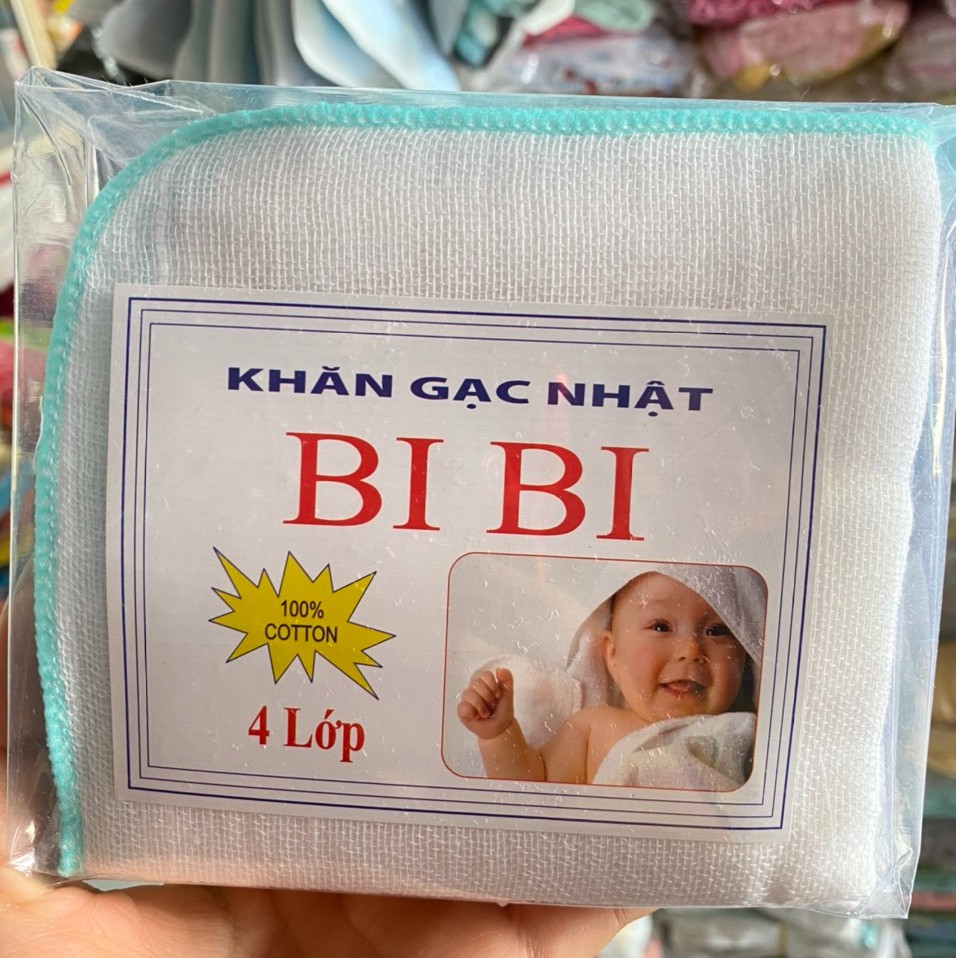 KHĂN GẠC NHẬT
BI BI
100%
COTTON
4 Lớp